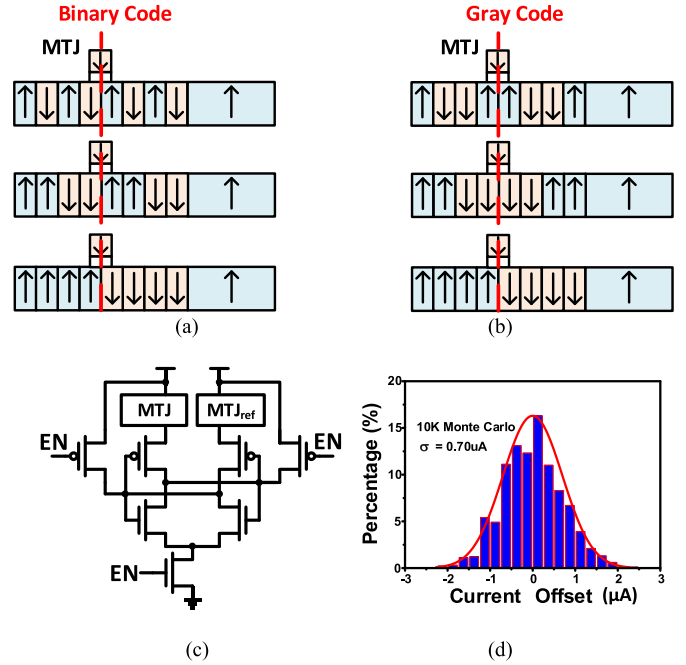 Binary Code
Gray Code
MTJ
MTJ
(a)
(b)
MTJ
MTJref
EN
EN
EN
(c)
Percentage (%)
20
15
10
5
0
10K Monte Carlo
σ = 0.70uA
-3 -2 -1 0 1 2 3
Current Offset (μA)
(d)